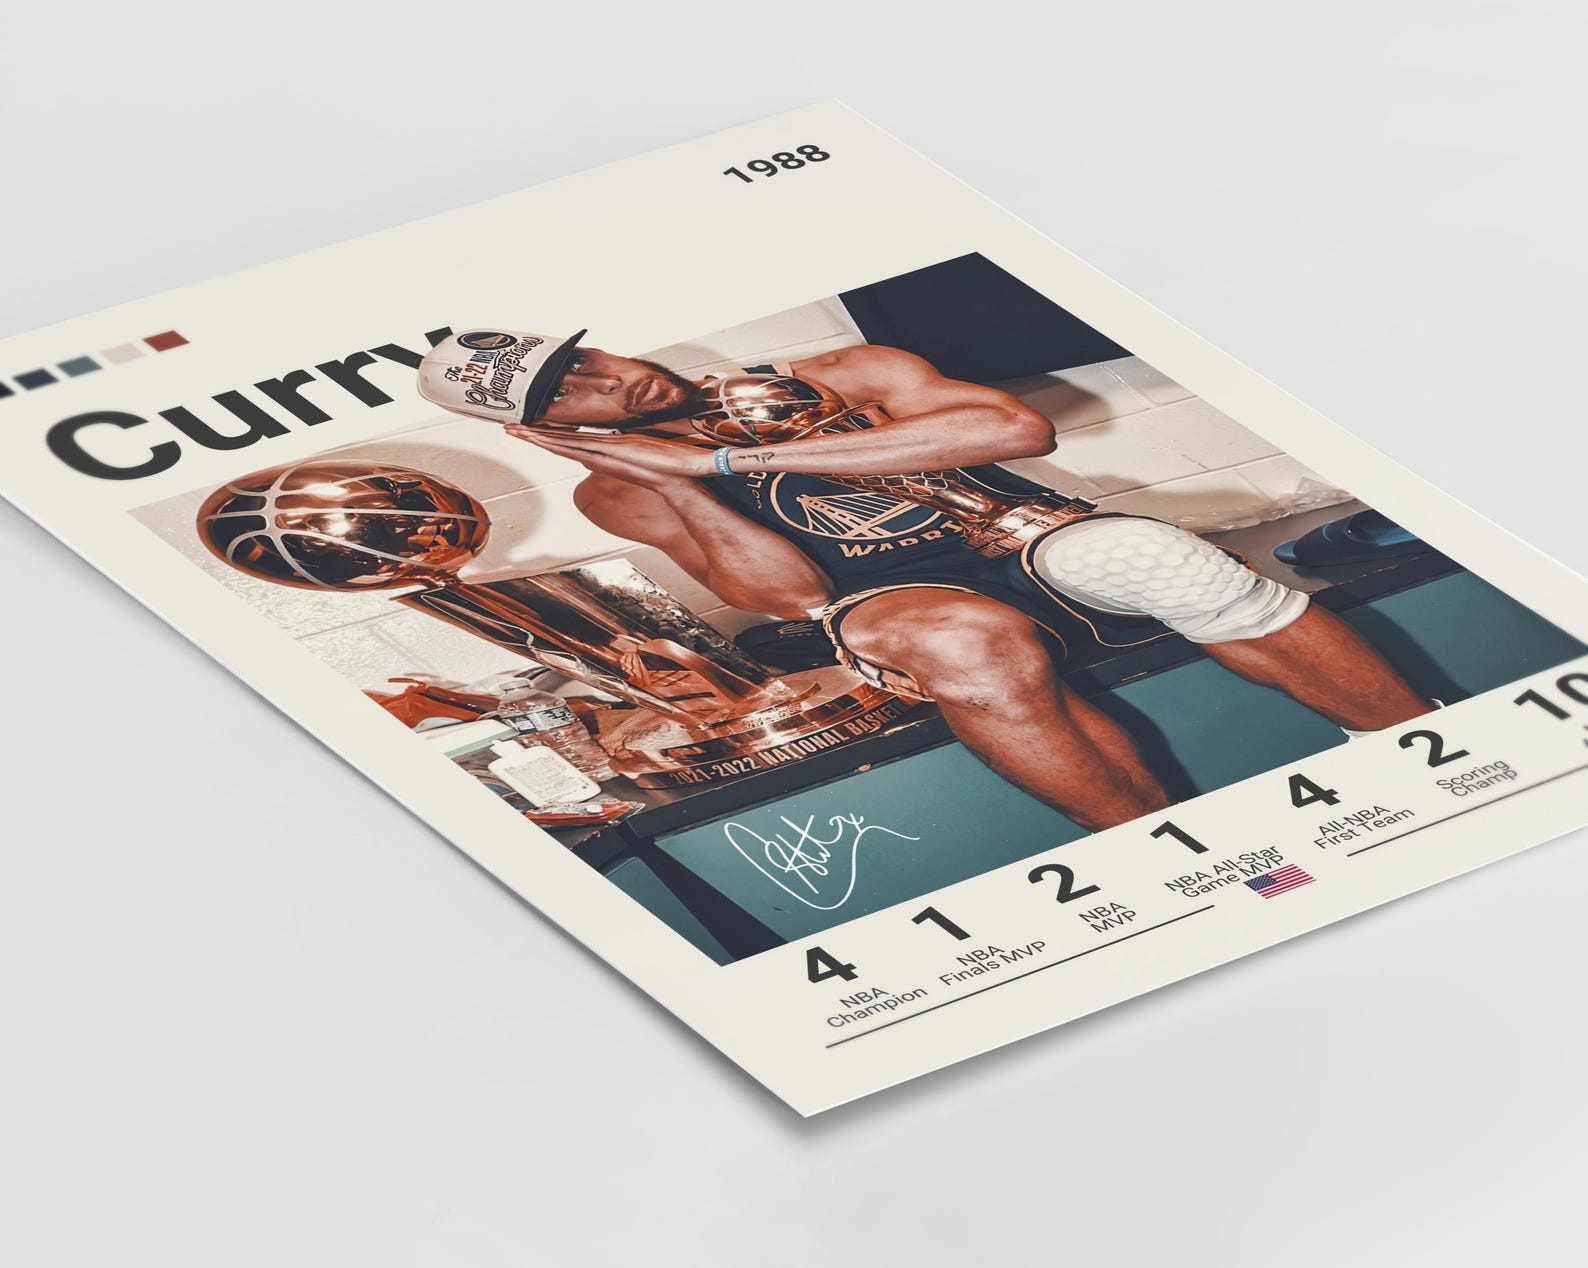 1988
Curry
The
21-22 NBA
Champions
WARR
2021-2022 NATIONAL BASKET
4
NBA
Champion
1
NBA
Finals MVP
2
NBA
MVP
1
NBA All-Star
Game MVP
4
All-NBA
First Team
2
Scoring
Champ
10